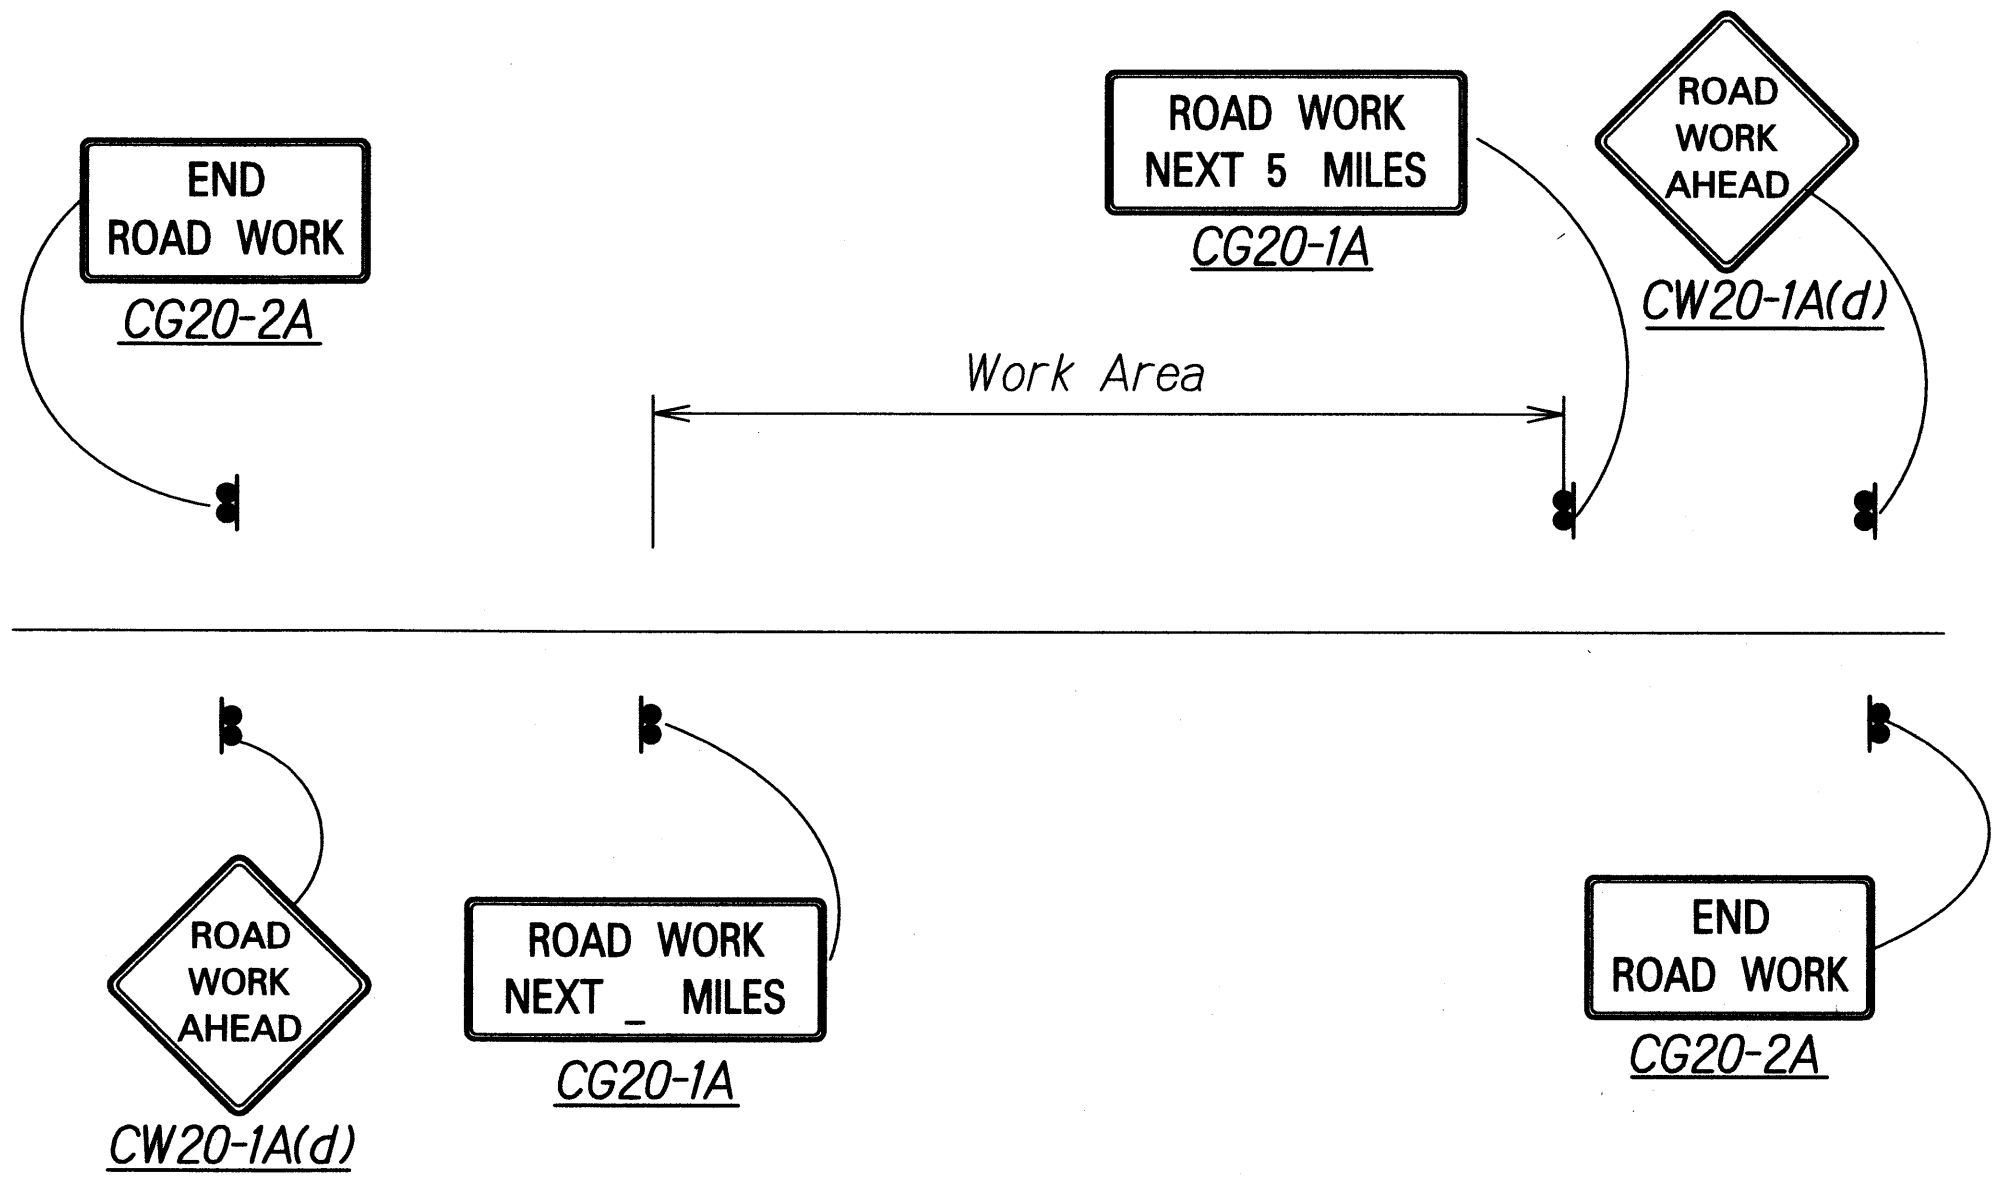 END
ROAD WORK
CG20-2A
ROAD WORK
NEXT 5 MILES
CG20-1A
ROAD
WORK
AHEAD
CW20-1A(d)
Work Area
ROAD
WORK
AHEAD
CW20-1A(d)
ROAD WORK
NEXT _ MILES
CG20-1A
END
ROAD WORK
CG20-2A